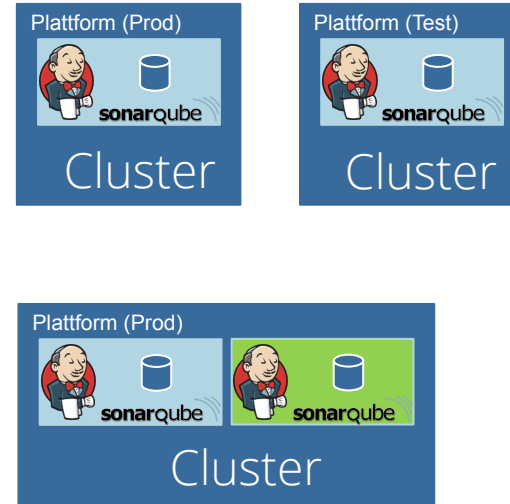 Plattform (Prod)
sonarqube
Cluster
Plattform (Test)
sonarqube
Cluster
Plattform (Prod)
sonarqube
sonarqube
Cluster